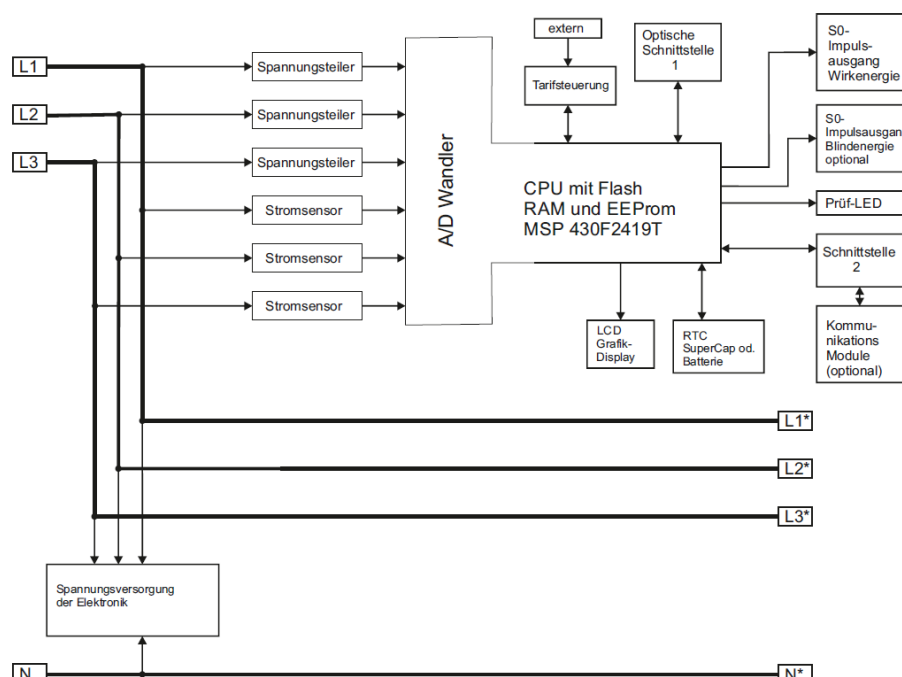 L1
L2
L3
Spannungsteiler
Spannungsteiler
Spannungsteiler
Stromsensor
Stromsensor
Stromsensor
A/D Wandler
extern
Tarifsteuerung
Optische
Schnittstelle
1
CPU mit Flash
RAM und EEProm
MSP 430F2419T
LCD
Grafik-
Display
RTC
SuperCap od.
Batterie
S0-
Impuls-
ausgang
Wirkenergie
S0-
Impulsausgang
Blindenergie
optional
Prüf-LED
Schnittstelle
2
Kommu-
nikations
Module
(optional)
L1*
L2*
L3*
Spannungsversorgung
der Elektronik
N
N*